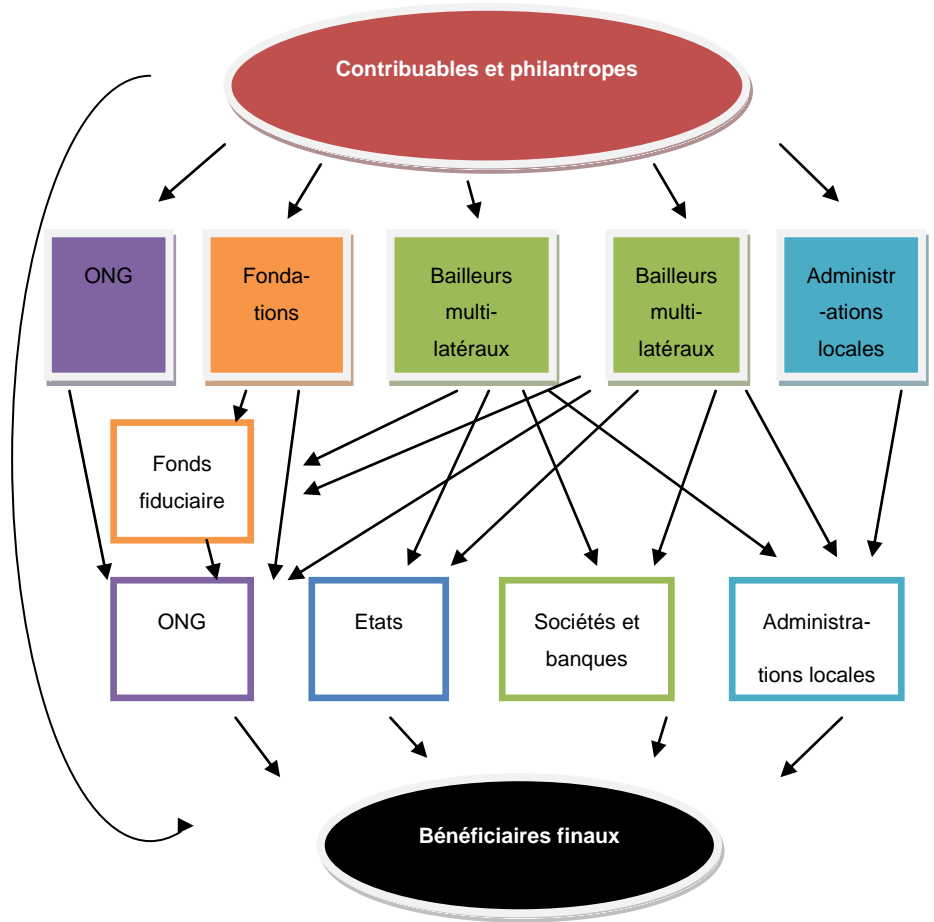 Contribuables et philantropes
ONG
Fonda-
tions
Bailleurs
multi-
latéraux
Bailleurs
multi-
latéraux
Administr
-ations
locales
Fonds
fiduciaire
ONG
Etats
Sociétés et
banques
Administra-
tions locales
Bénéficiaires finaux